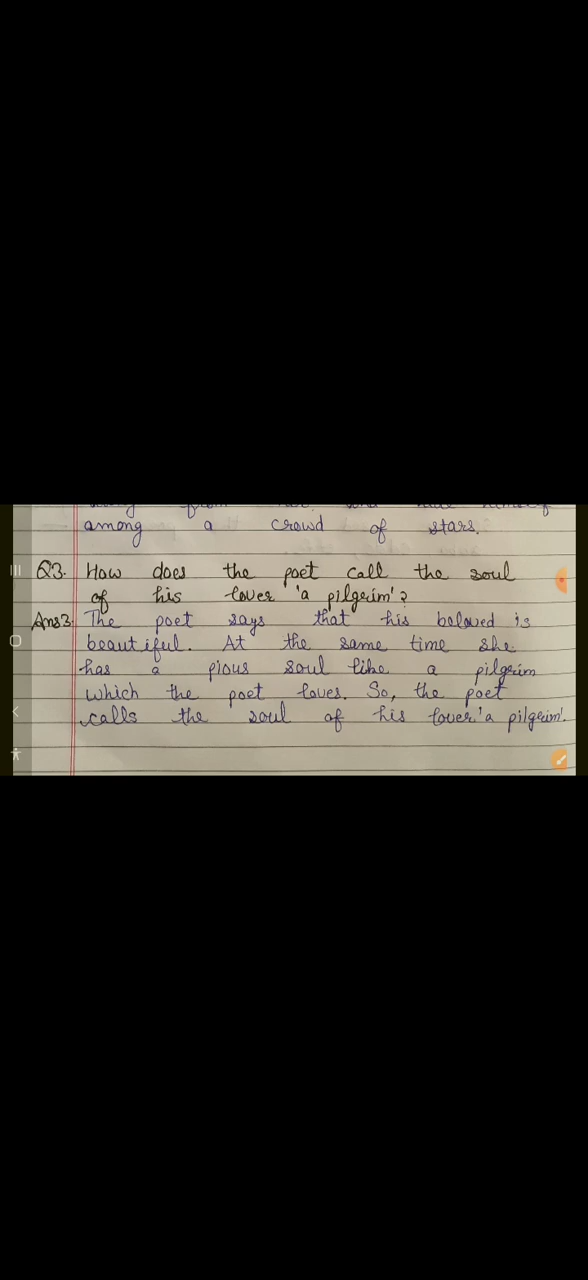 among a crowd of stars.
Q3. How does the poet call the soul
of his lover 'a pilgrim'?
Ans3. The poet says that his beloved is
beautiful. At the same time she
has a pious soul like a pilgrim
which the poet loves. So, the poet
calls the soul of his lover 'a pilgrim'.